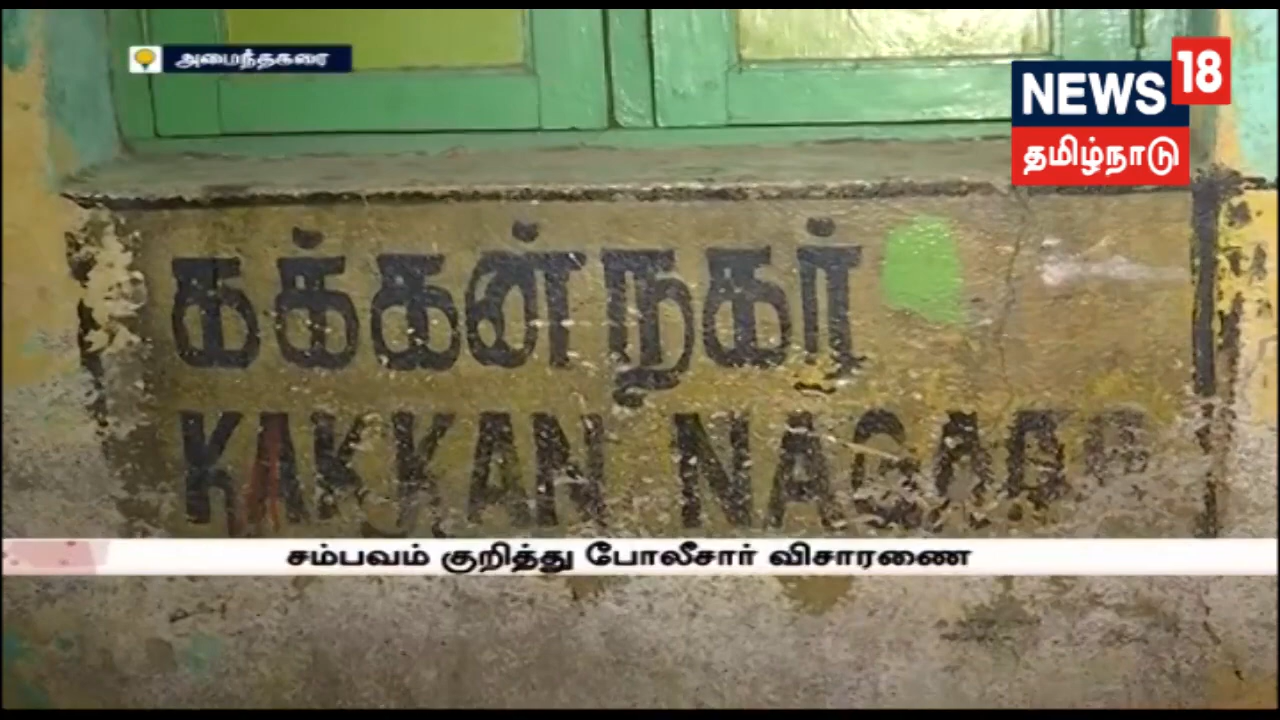 அமைந்தகரை
NEWS 18
தமிழ்நாடு
கக்கன்நகர்
KAKKAN NAGAR
சம்பவம் குறித்து போலீசார் விசாரணை